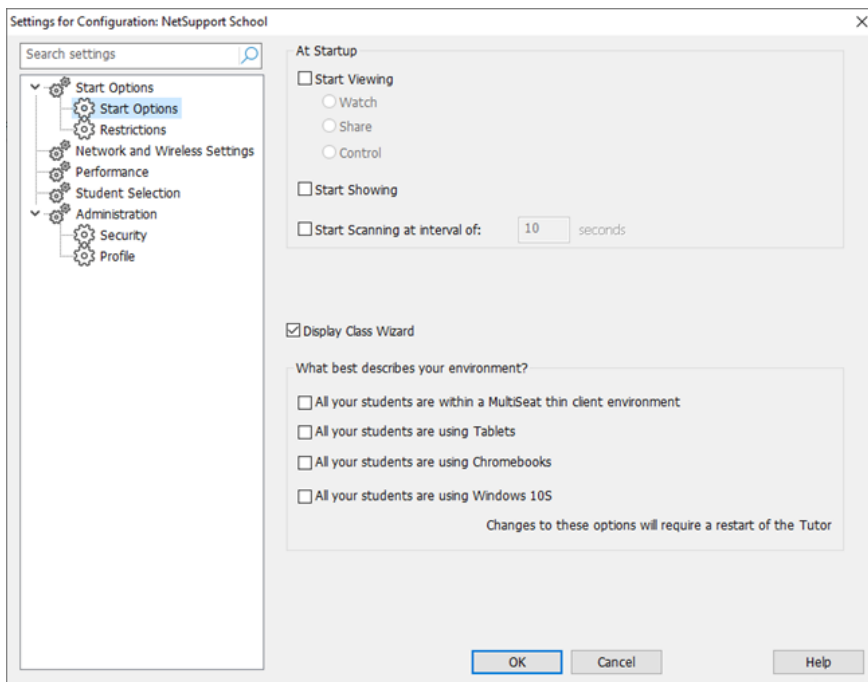 Settings for Configuration: NetSupport School
Search settings
Start Options
Start Options
Restrictions
Network and Wireless Settings
Performance
Student Selection
Administration
Security
Profile
At Startup
Start Viewing
Watch
Share
Control
Start Showing
Start Scanning at interval of: 10 seconds
Display Class Wizard
What best describes your environment?
All your students are within a MultiSeat thin client environment
All your students are using Tablets
All your students are using Chromebooks
All your students are using Windows 10S
Changes to these options will require a restart of the Tutor
OK Cancel Help